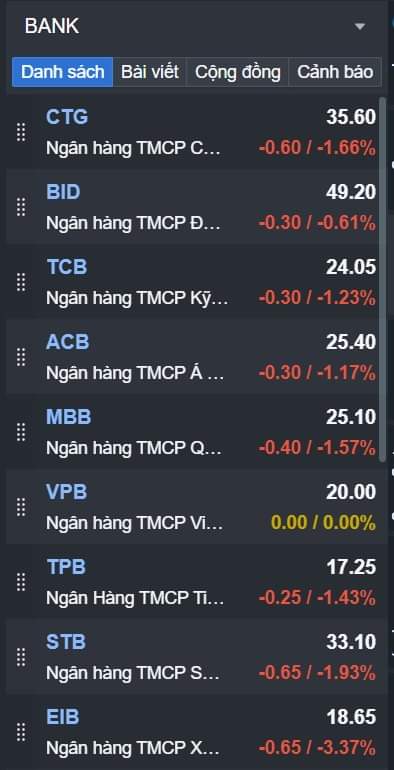 BANK
Danh sách Bài viết Cộng đồng Cảnh báo
CTG 35.60
Ngân hàng TMCP C... -0.60 / -1.66%
BID 49.20
Ngân hàng TMCP Đ... -0.30 / -0.61%
TCB 24.05
Ngân hàng TMCP Kỹ... -0.30 / -1.23%
ACB 25.40
Ngân hàng TMCP Á ... -0.30 / -1.17%
MBB 25.10
Ngân hàng TMCP Q... -0.40 / -1.57%
VPB 20.00
Ngân hàng TMCP Vi... 0.00 / 0.00%
TPB 17.25
Ngân Hàng TMCP Ti... -0.25 / -1.43%
STB 33.10
Ngân hàng TMCP S... -0.65 / -1.93%
EIB 18.65
Ngân hàng TMCP X... -0.65 / -3.37%